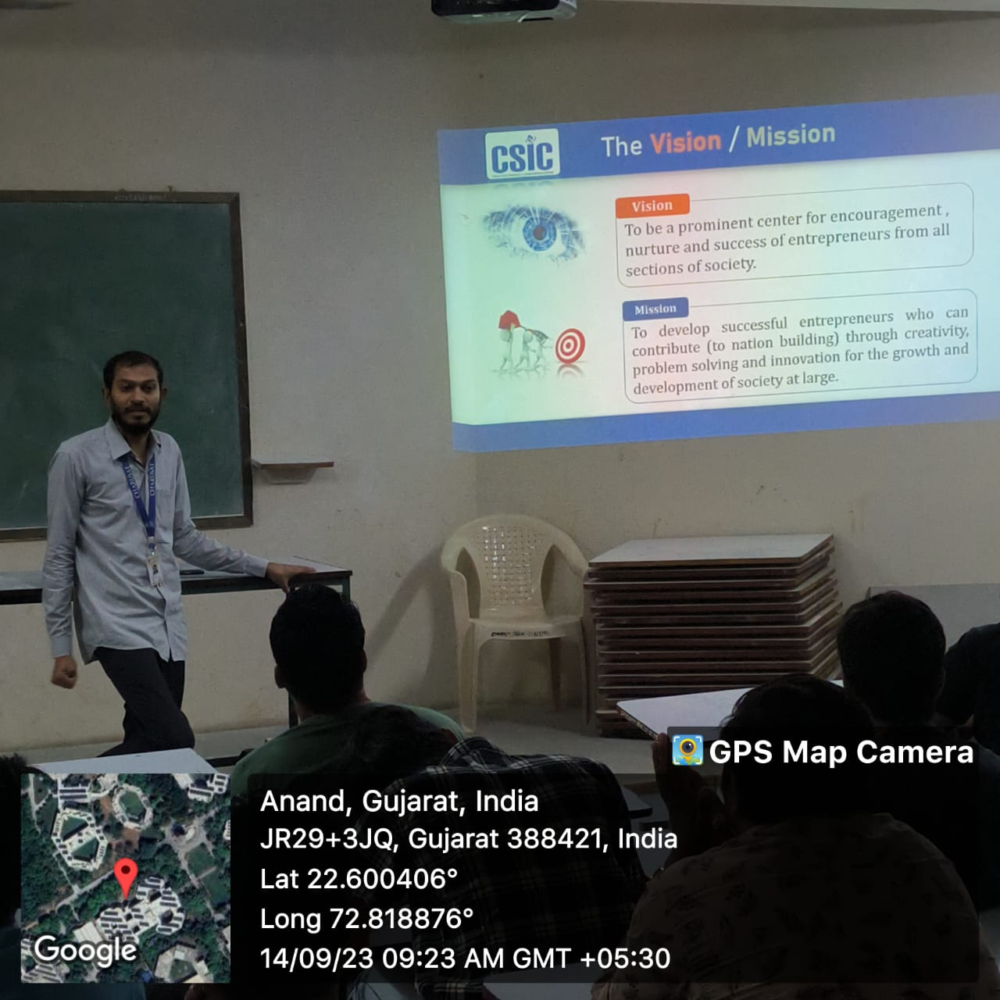 CSIC
The Vision / Mission
Vision
To be a prominent center for encouragement,
nurture and success of entrepreneurs from all
sections of society.
Mission
To develop successful entrepreneurs who can
contribute (to nation building) through creativity,
problem solving and innovation for the growth and
development of society at large.
CHARUSAT
GPS Map Camera
Anand, Gujarat, India
JR29+3JQ, Gujarat 388421, India
Lat 22.600406°
Long 72.818876°
14/09/23 09:23 AM GMT +05:30
Google